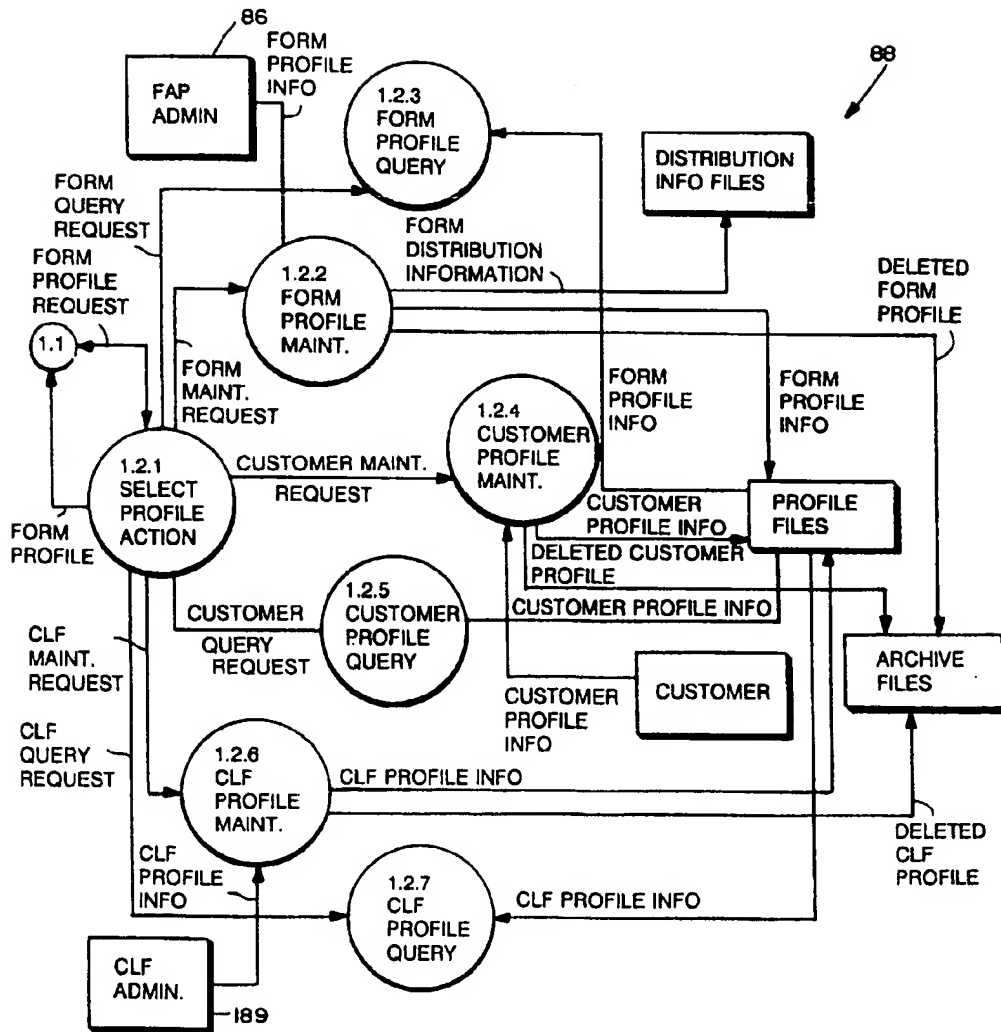 86
FORM
PROFILE
INFO
88
FAP
ADMIN
1.2.3
FORM
PROFILE
QUERY
DISTRIBUTION
INFO FILES
FORM
QUERY
REQUEST
FORM
PROFILE
REQUEST
FORM
DISTRIBUTION
INFORMATION
1.2.2
FORM
PROFILE
MAINT.
DELETED
FORM
PROFILE
1.1
FORM
MAINT.
REQUEST
FORM
PROFILE
INFO
FORM
PROFILE
INFO
1.2.4
CUSTOMER
PROFILE
MAINT.
1.2.1
SELECT
PROFILE
ACTION
CUSTOMER MAINT.
REQUEST
FORM
PROFILE
CUSTOMER
PROFILE INFO
PROFILE
FILES
DELETED CUSTOMER
PROFILE
CUSTOMER
QUERY
REQUEST
1.2.5
CUSTOMER
PROFILE
QUERY
CUSTOMER PROFILE INFO
CLF
MAINT.
REQUEST
ARCHIVE
FILES
CUSTOMER
PROFILE
INFO
CUSTOMER
CLF
QUERY
REQUEST
1.2.6
CLF
PROFILE
MAINT.
CLF PROFILE INFO
DELETED
CLF
PROFILE
CLF
PROFILE
INFO
1.2.7
CLF
PROFILE
QUERY
CLF PROFILE INFO
CLF
ADMIN.
189